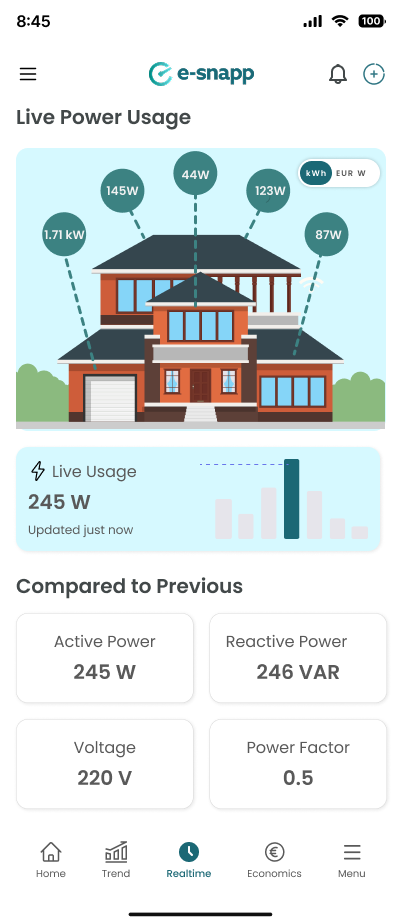 8:45
100
e-snapp
Live Power Usage
kWh EUR W
44W
145W
123W
1.71 kW
87W
Live Usage
245 W
Updated just now
Compared to Previous
Active Power
245 W
Reactive Power
246 VAR
Voltage
220 V
Power Factor
0.5
Home
Trend
Realtime
Economics
Menu